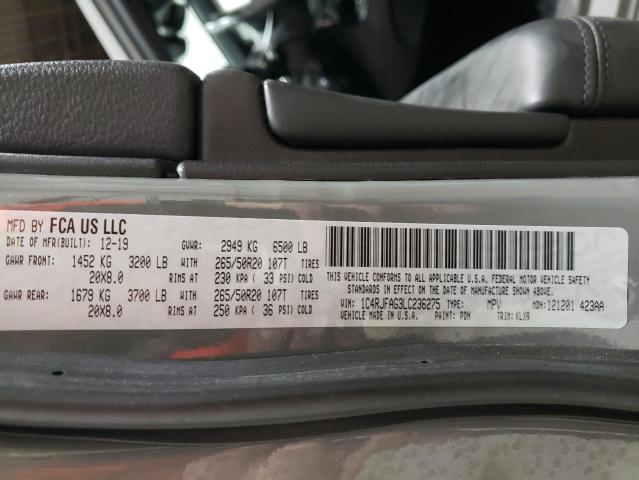 MFD BY FCA US LLC
DATE OF MFR(BUILT): 12-19 GVWR: 2949 KG 6500 LB
GAWR FRONT: 1452 KG 3200 LB 265/50R20 107T TIRES
20X8.0 RIMS AT 230 KPA ( 33 PSI) COLD
GAWR REAR: 1679 KG 3700 LB 265/50R20 107T TIRES
20X8.0 RIMS AT 250 KPA ( 36 PSI) COLD
THIS VEHICLE CONFORMS TO ALL APPLICABLE U.S.A. FEDERAL MOTOR VEHICLE SAFETY
STANDARDS IN EFFECT ON THE DATE OF MANUFACTURE SHOWN ABOVE.
VIN: 1C4RJFAG3LC236275 TYPE: MPV MDH: 121201 423AA
VEHICLE MADE IN U.S.A. PAINT: PDN TRIM: KLX9